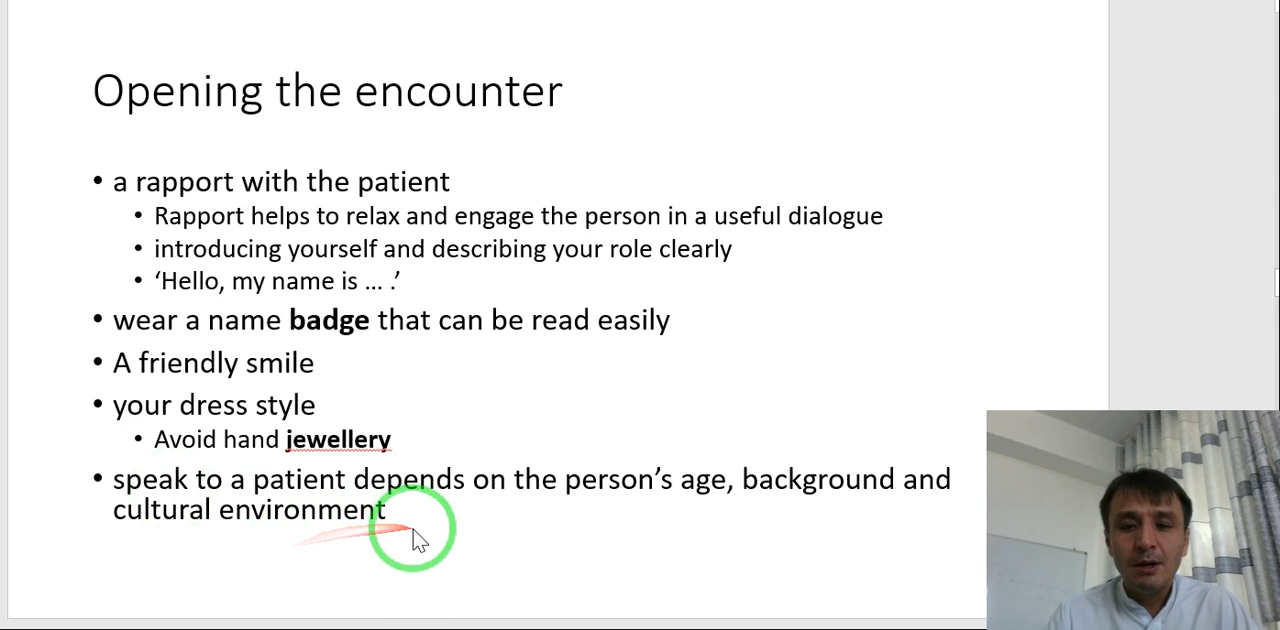 Opening the encounter
• a rapport with the patient
• Rapport helps to relax and engage the person in a useful dialogue
• introducing yourself and describing your role clearly
• ‘Hello, my name is ... .’
• wear a name badge that can be read easily
• A friendly smile
• your dress style
• Avoid hand jewellery
• speak to a patient depends on the person’s age, background and
cultural environment